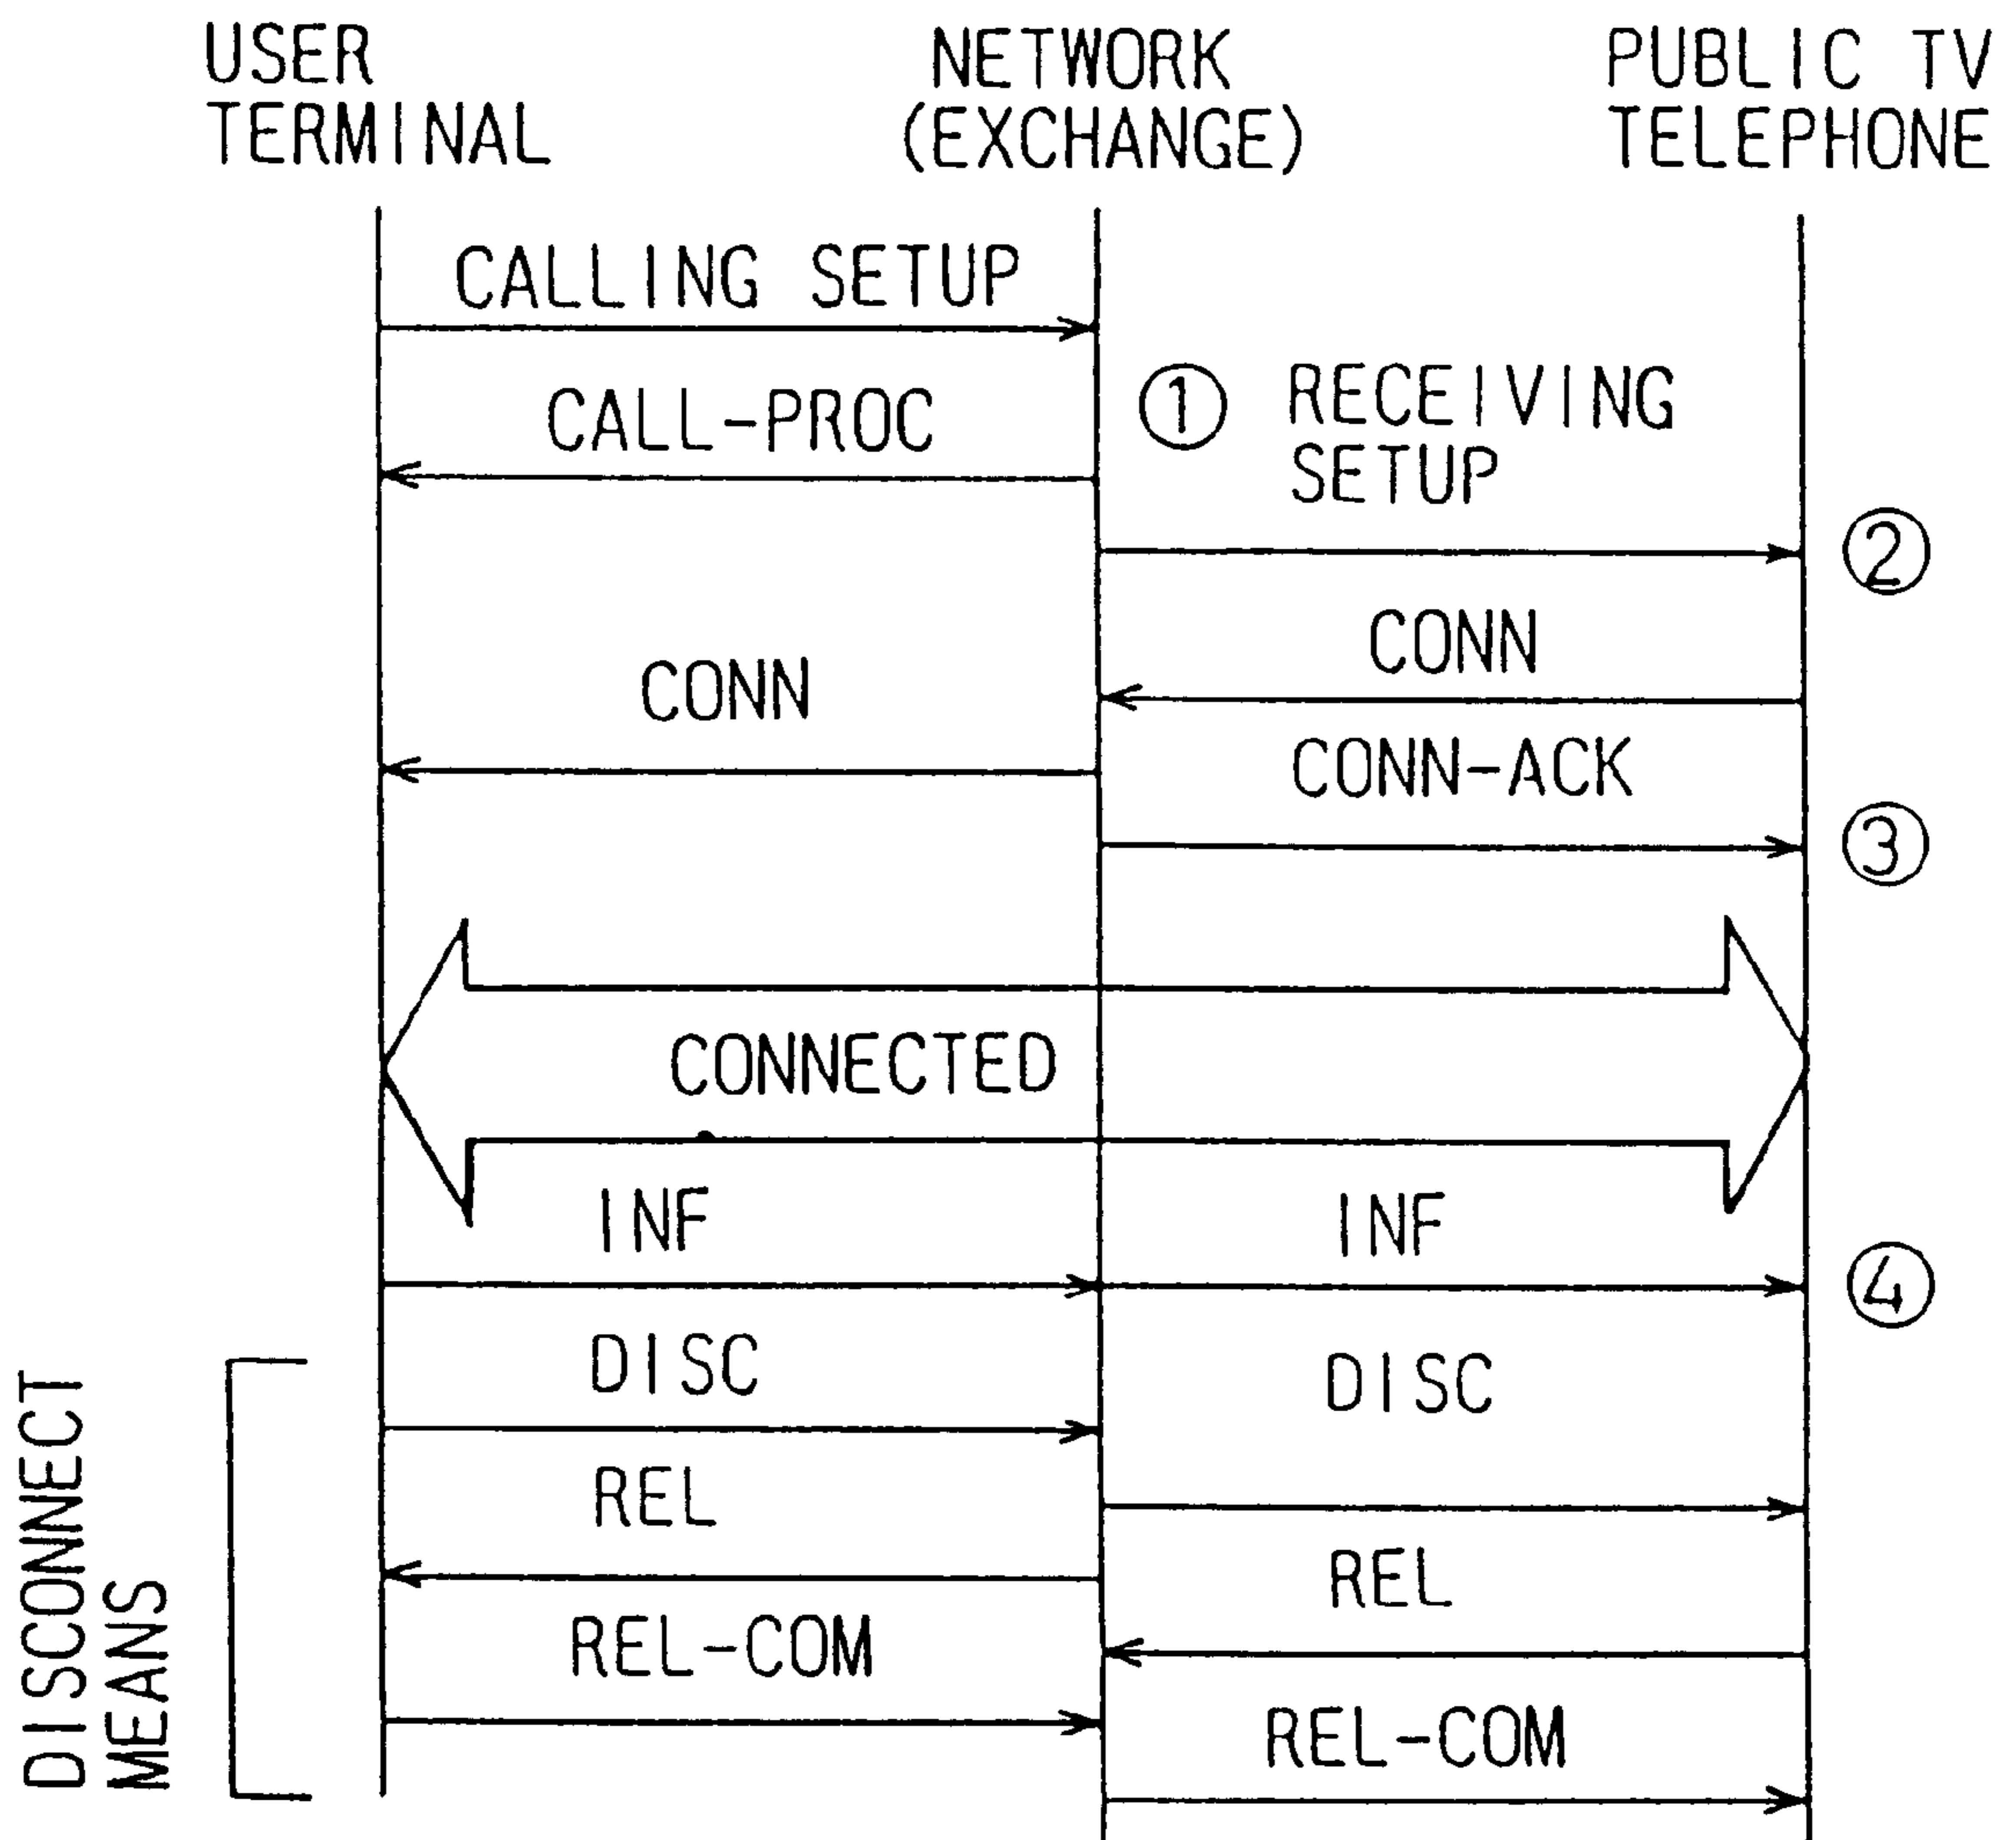 USER
TERMINAL
NETWORK
(EXCHANGE)
PUBLIC TV
TELEPHONE
CALLING SETUP
CALL-PROC
① RECEIVING
SETUP
②
CONN
CONN
CONN-ACK
③
CONNECTED
INF
INF
④
DISC
DISC
REL
REL
REL-COM
REL-COM
DISCONNECT
MEANS